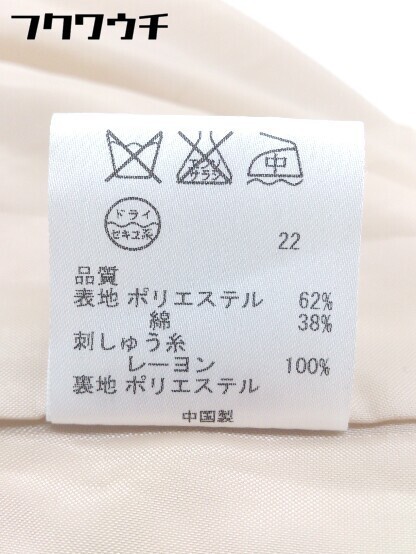 フクワウチ
エンソ
サラシ
中
ドライ
セキユ系
22
品質
表地 ポリエステル 62%
綿 38%
刺しゅう糸
レーヨン 100%
裏地 ポリエステル
中国製